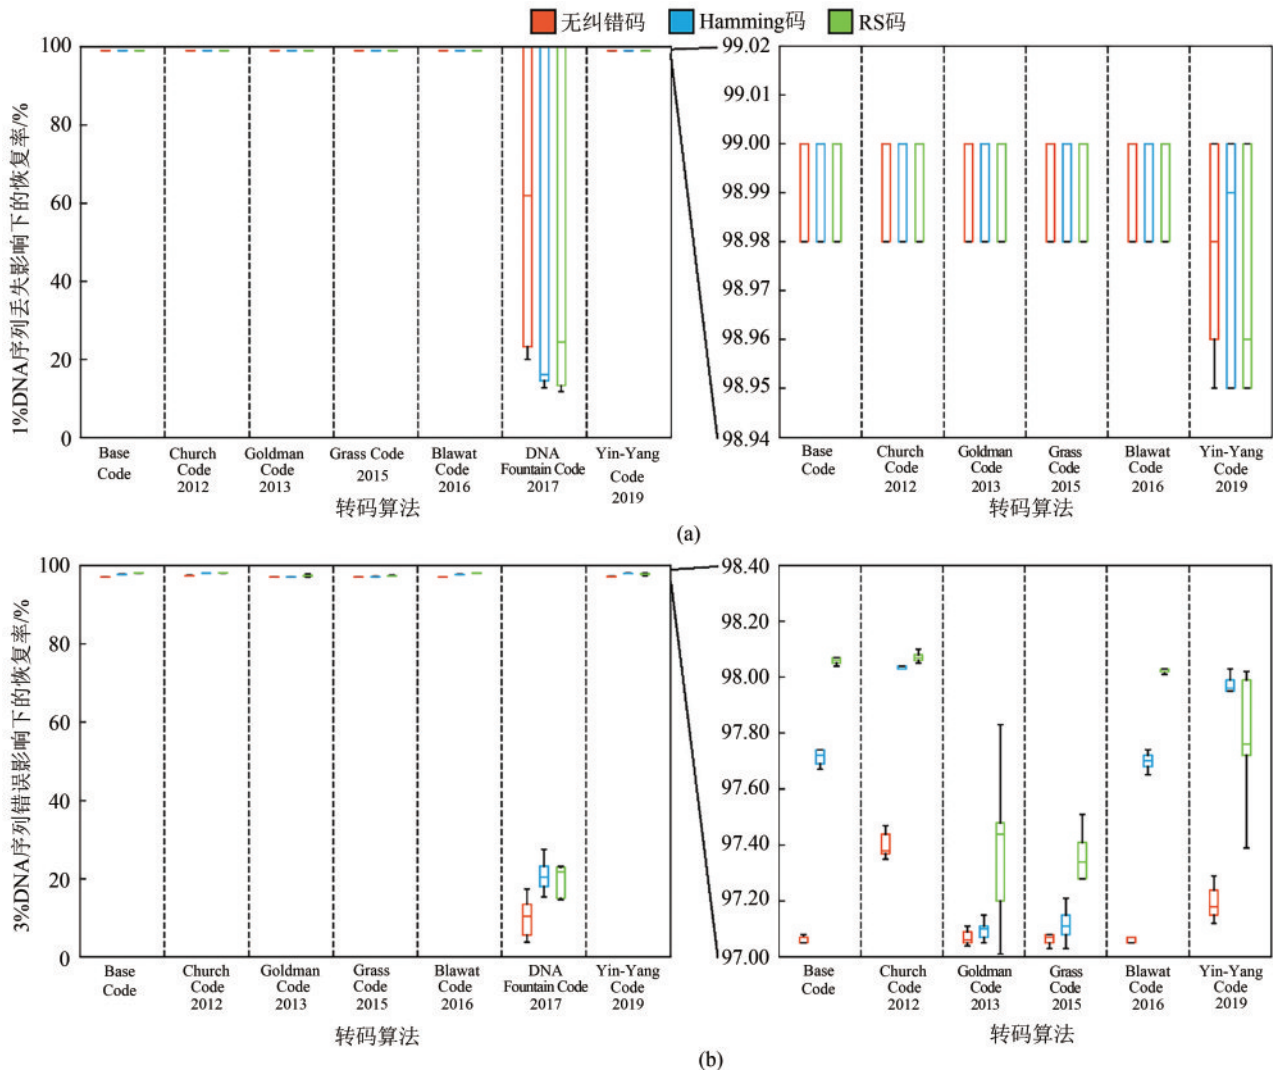 无纠错码 Hamming码 RS码
1%DNA序列丢失影响下的恢复率/%
100
80
60
40
20
0
Base Code
Church Code 2012
Goldman Code 2013
Grass Code 2015
Blawat Code 2016
DNA Fountain Code 2017
Yin-Yang Code 2019
转码算法
99.02
99.01
99.00
98.99
98.98
98.97
98.96
98.95
98.94
Base Code
Church Code 2012
Goldman Code 2013
Grass Code 2015
Blawat Code 2016
Yin-Yang Code 2019
转码算法
(a)
3%DNA序列错误影响下的恢复率/%
100
80
60
40
20
0
Base Code
Church Code 2012
Goldman Code 2013
Grass Code 2015
Blawat Code 2016
DNA Fountain Code 2017
Yin-Yang Code 2019
转码算法
98.40
98.20
98.00
97.80
97.60
97.40
97.20
97.00
Base Code
Church Code 2012
Goldman Code 2013
Grass Code 2015
Blawat Code 2016
Yin-Yang Code 2019
转码算法
(b)